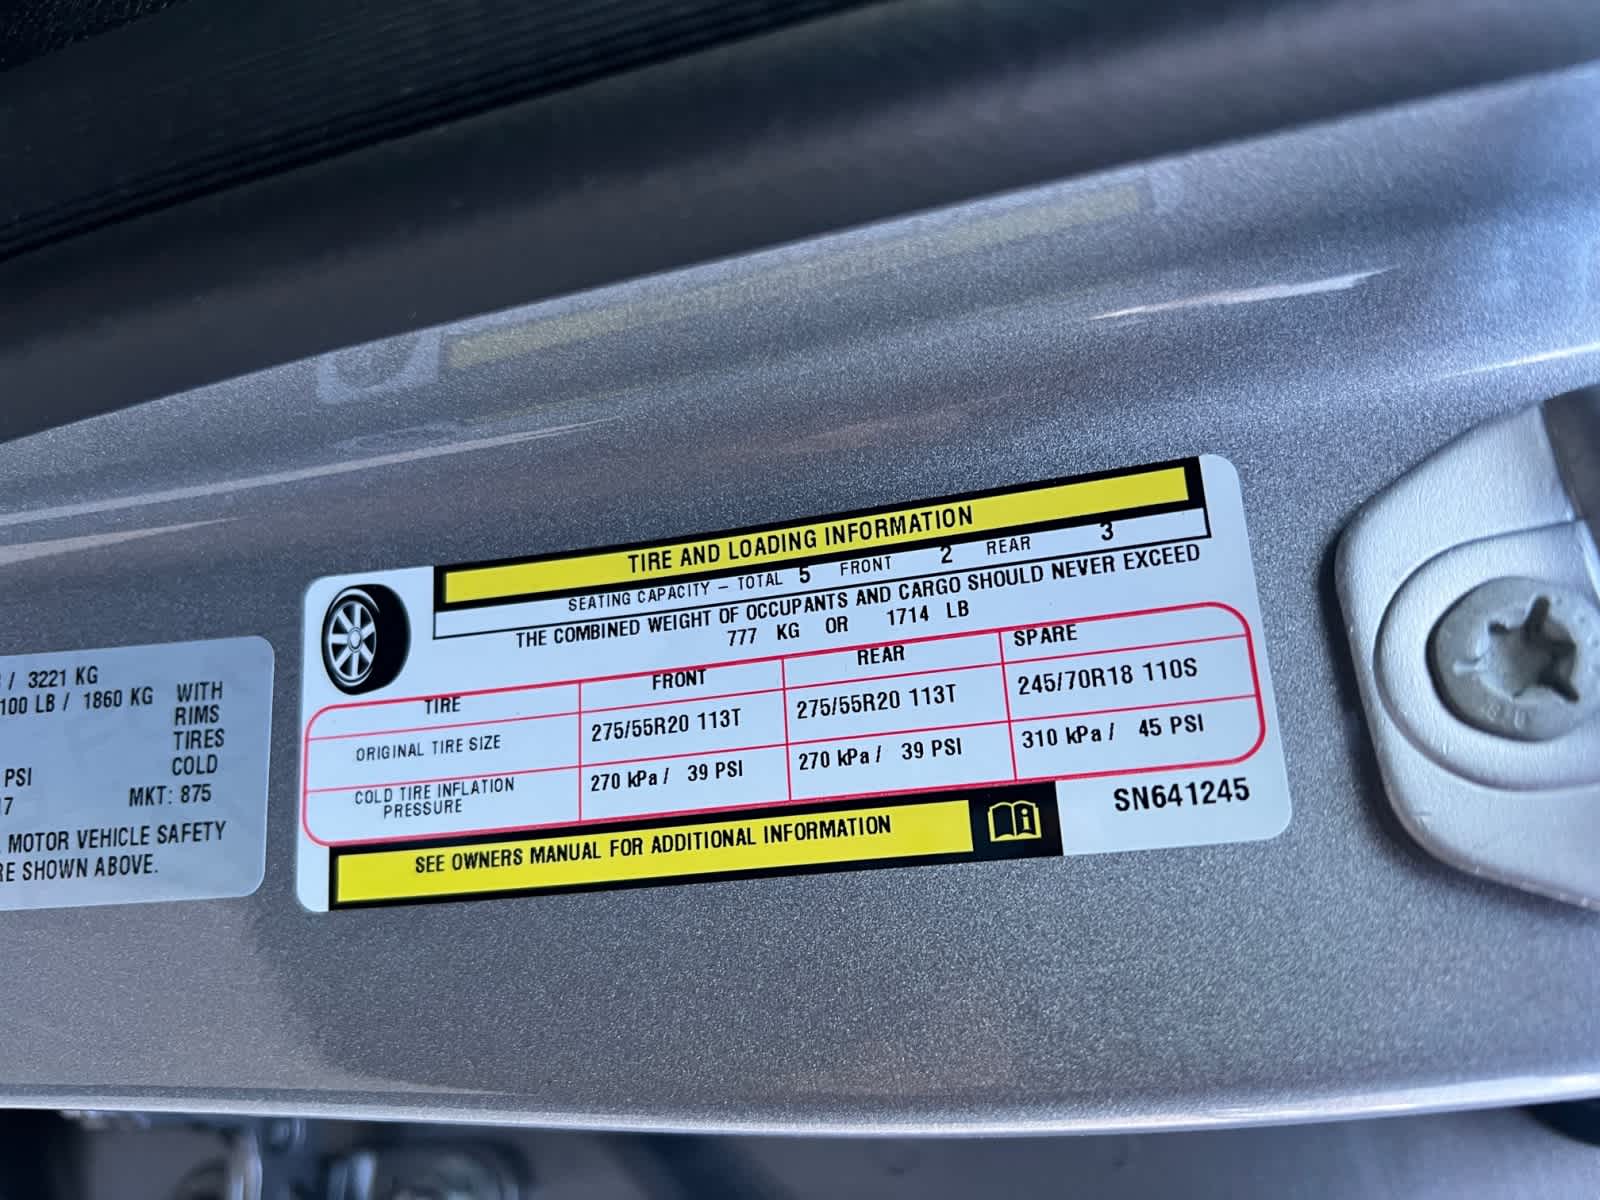 / 3221 KG
100 LB / 1860 KG WITH
RIMS
TIRES
PSI COLD
MKT: 875
MOTOR VEHICLE SAFETY
SHOWN ABOVE.
TIRE AND LOADING INFORMATION
SEATING CAPACITY – TOTAL 5 FRONT 2 REAR 3
THE COMBINED WEIGHT OF OCCUPANTS AND CARGO SHOULD NEVER EXCEED
777 KG OR 1714 LB
TIRE FRONT REAR SPARE
ORIGINAL TIRE SIZE 275/55R20 113T 275/55R20 113T 245/70R18 110S
COLD TIRE INFLATION PRESSURE 270 kPa / 39 PSI 270 kPa / 39 PSI 310 kPa / 45 PSI
SEE OWNERS MANUAL FOR ADDITIONAL INFORMATION
SN641245